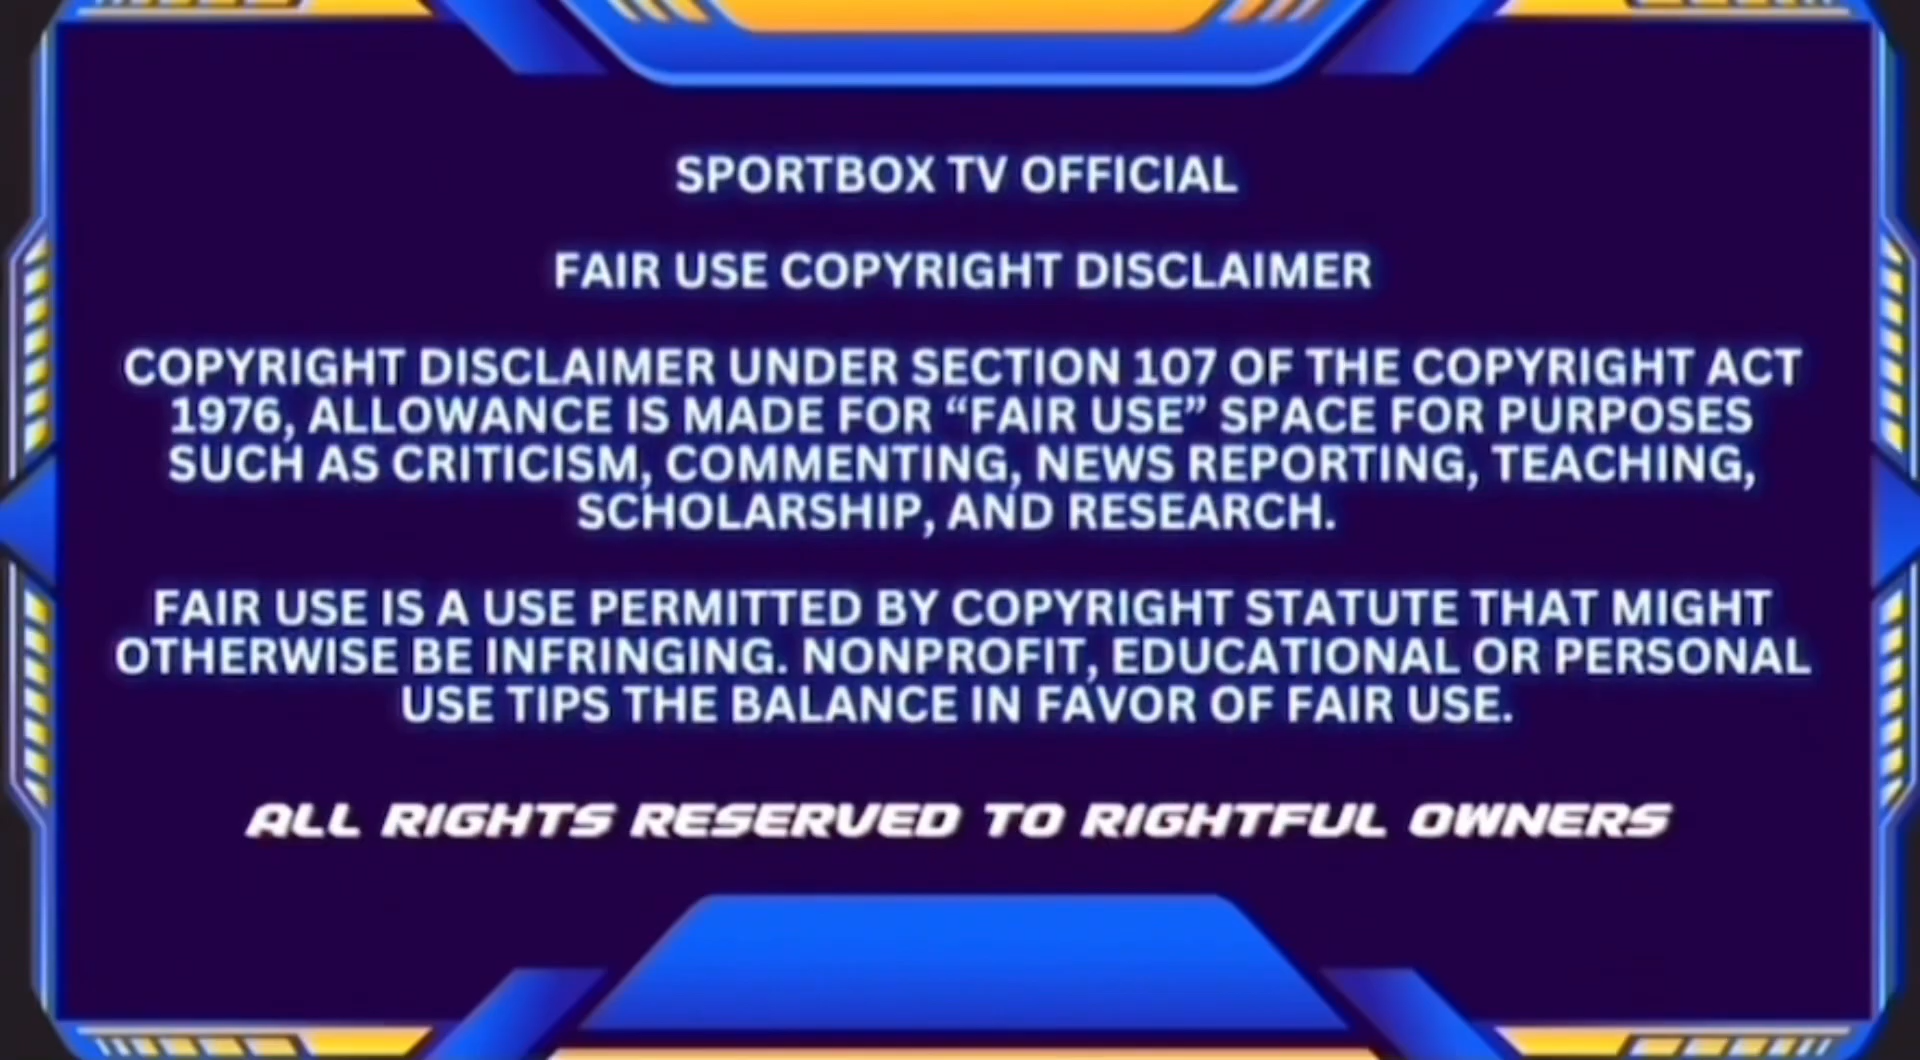 SPORTBOX TV OFFICIAL
FAIR USE COPYRIGHT DISCLAIMER
COPYRIGHT DISCLAIMER UNDER SECTION 107 OF THE COPYRIGHT ACT
1976, ALLOWANCE IS MADE FOR “FAIR USE” SPACE FOR PURPOSES
SUCH AS CRITICISM, COMMENTING, NEWS REPORTING, TEACHING,
SCHOLARSHIP, AND RESEARCH.
FAIR USE IS A USE PERMITTED BY COPYRIGHT STATUTE THAT MIGHT
OTHERWISE BE INFRINGING. NONPROFIT, EDUCATIONAL OR PERSONAL
USE TIPS THE BALANCE IN FAVOR OF FAIR USE.
ALL RIGHTS RESERVED TO RIGHTFUL OWNERS